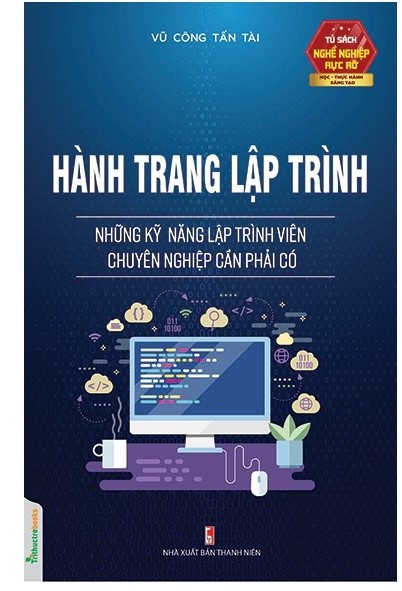 VŨ CÔNG TẤN TÀI
TỦ SÁCH
NGHỀ NGHIỆP
RỰC RỠ
HỌC - THỰC HÀNH
SÁNG TẠO
HÀNH TRANG LẬP TRÌNH
NHỮNG KỸ NĂNG LẬP TRÌNH VIÊN
CHUYÊN NGHIỆP CẦN PHẢI CÓ
{}
011
10100
011
10100
</>
</>
Trithuctrebooks
NHÀ XUẤT BẢN THANH NIÊN